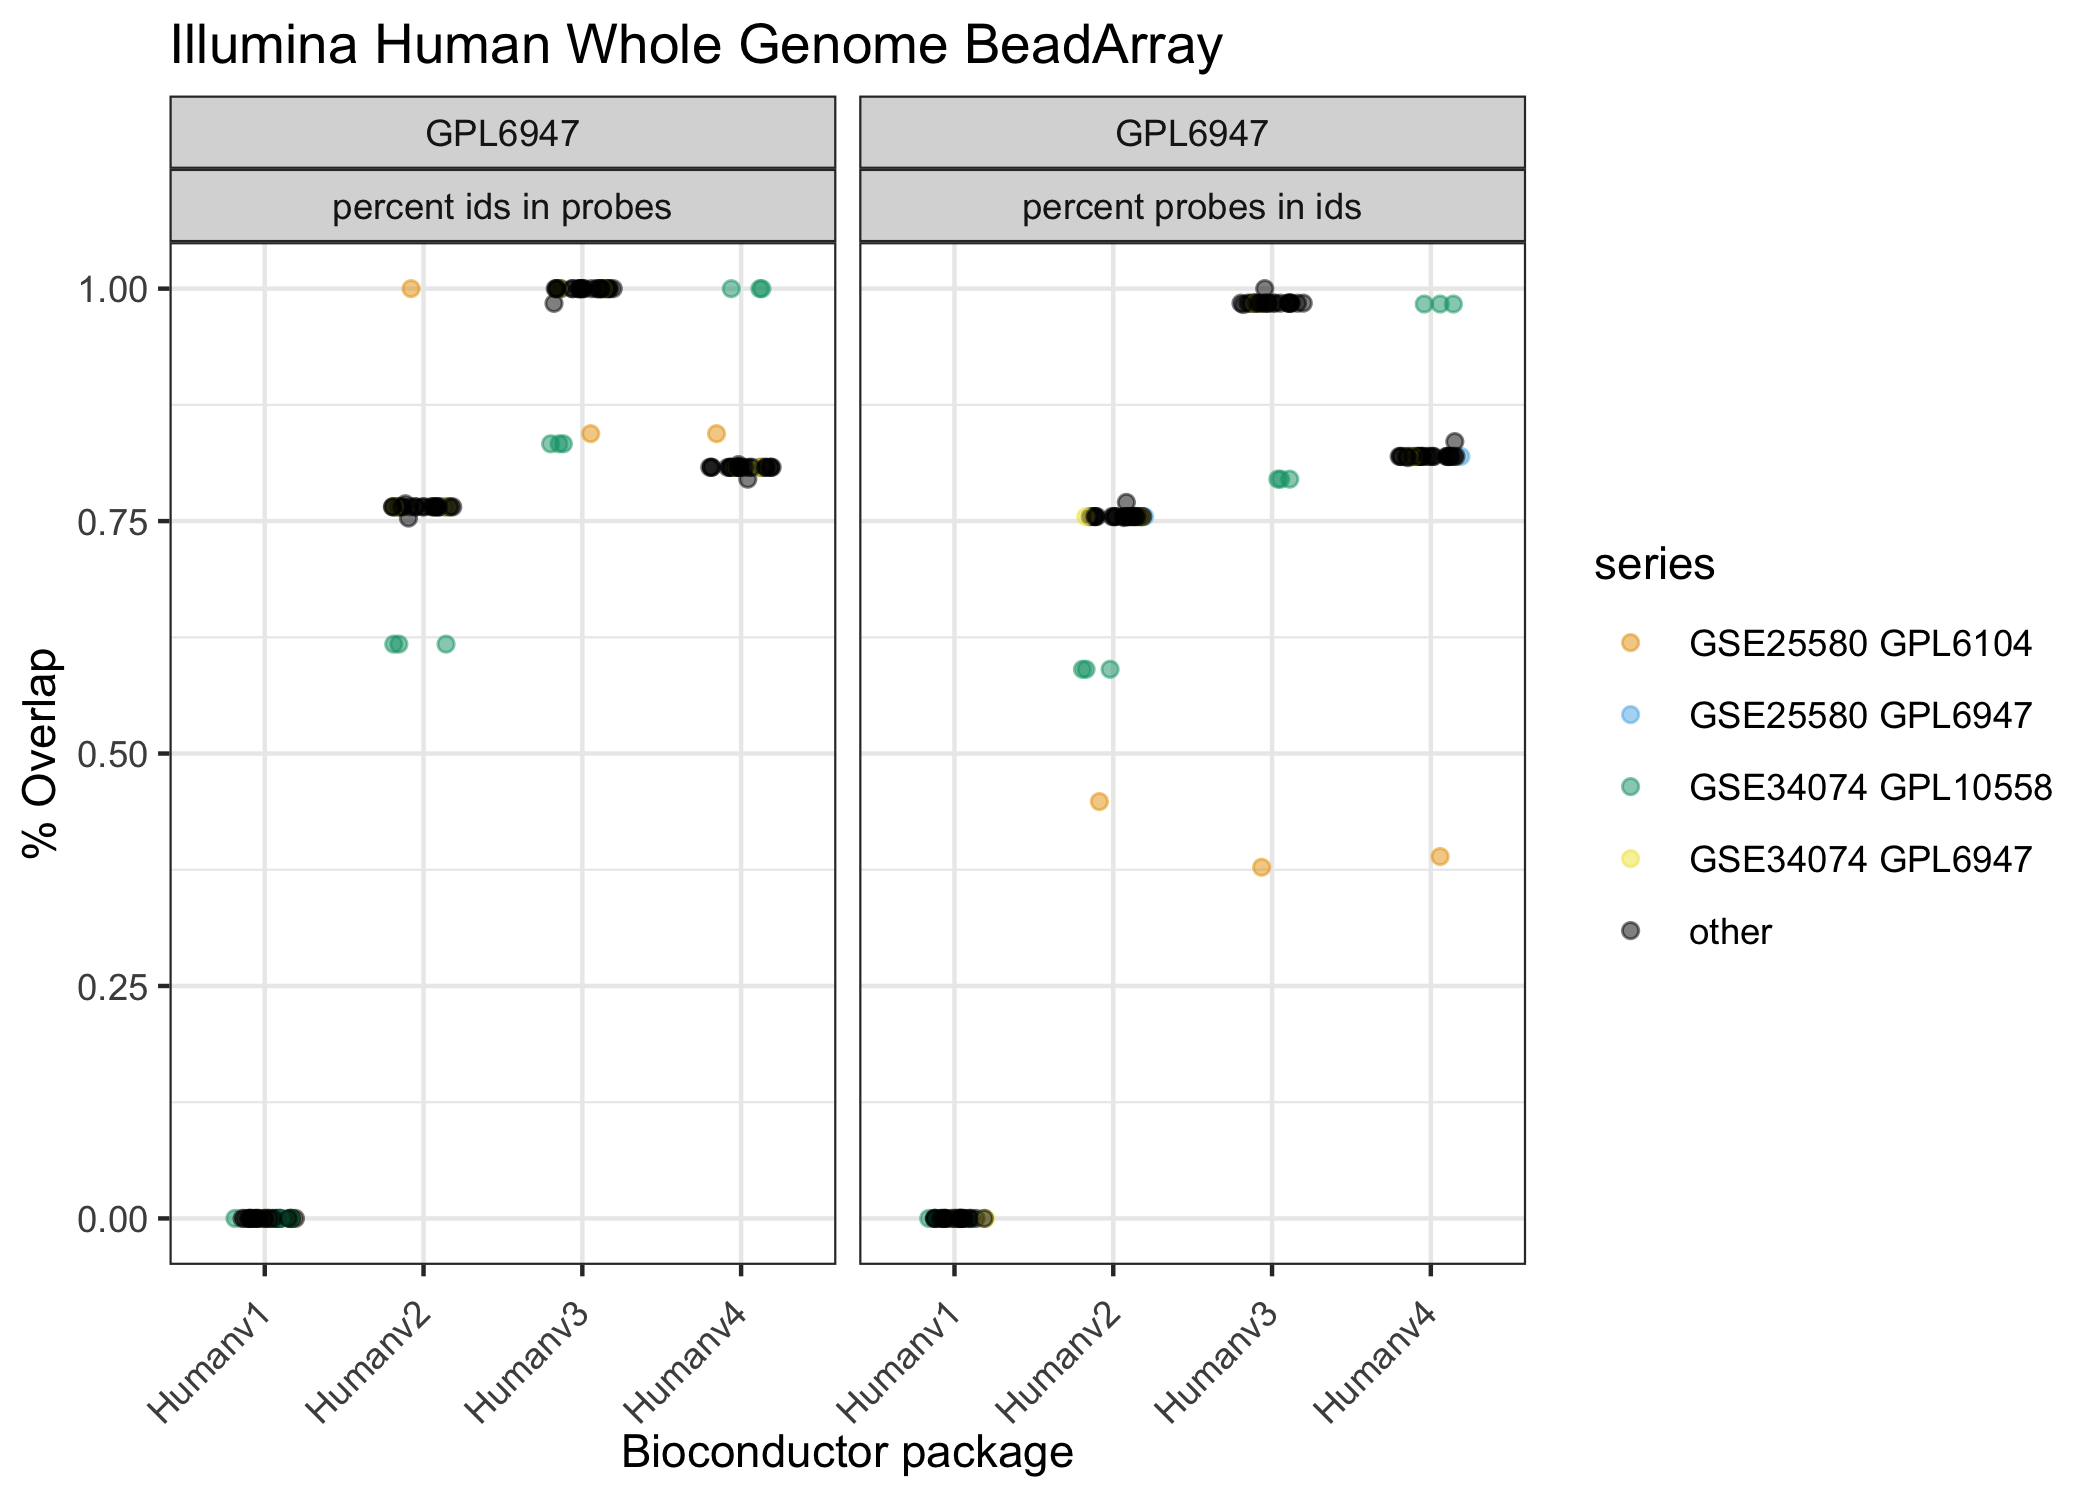 Illumina Human Whole Genome BeadArray
GPL6947
GPL6947
percent ids in probes
percent probes in ids
1.00
0.75
0.50
0.25
0.00
% Overlap
Humanv1
Humanv2
Humanv3
Humanv4
Humanv1
Humanv2
Humanv3
Humanv4
Bioconductor package
series
GSE25580 GPL6104
GSE25580 GPL6947
GSE34074 GPL10558
GSE34074 GPL6947
other